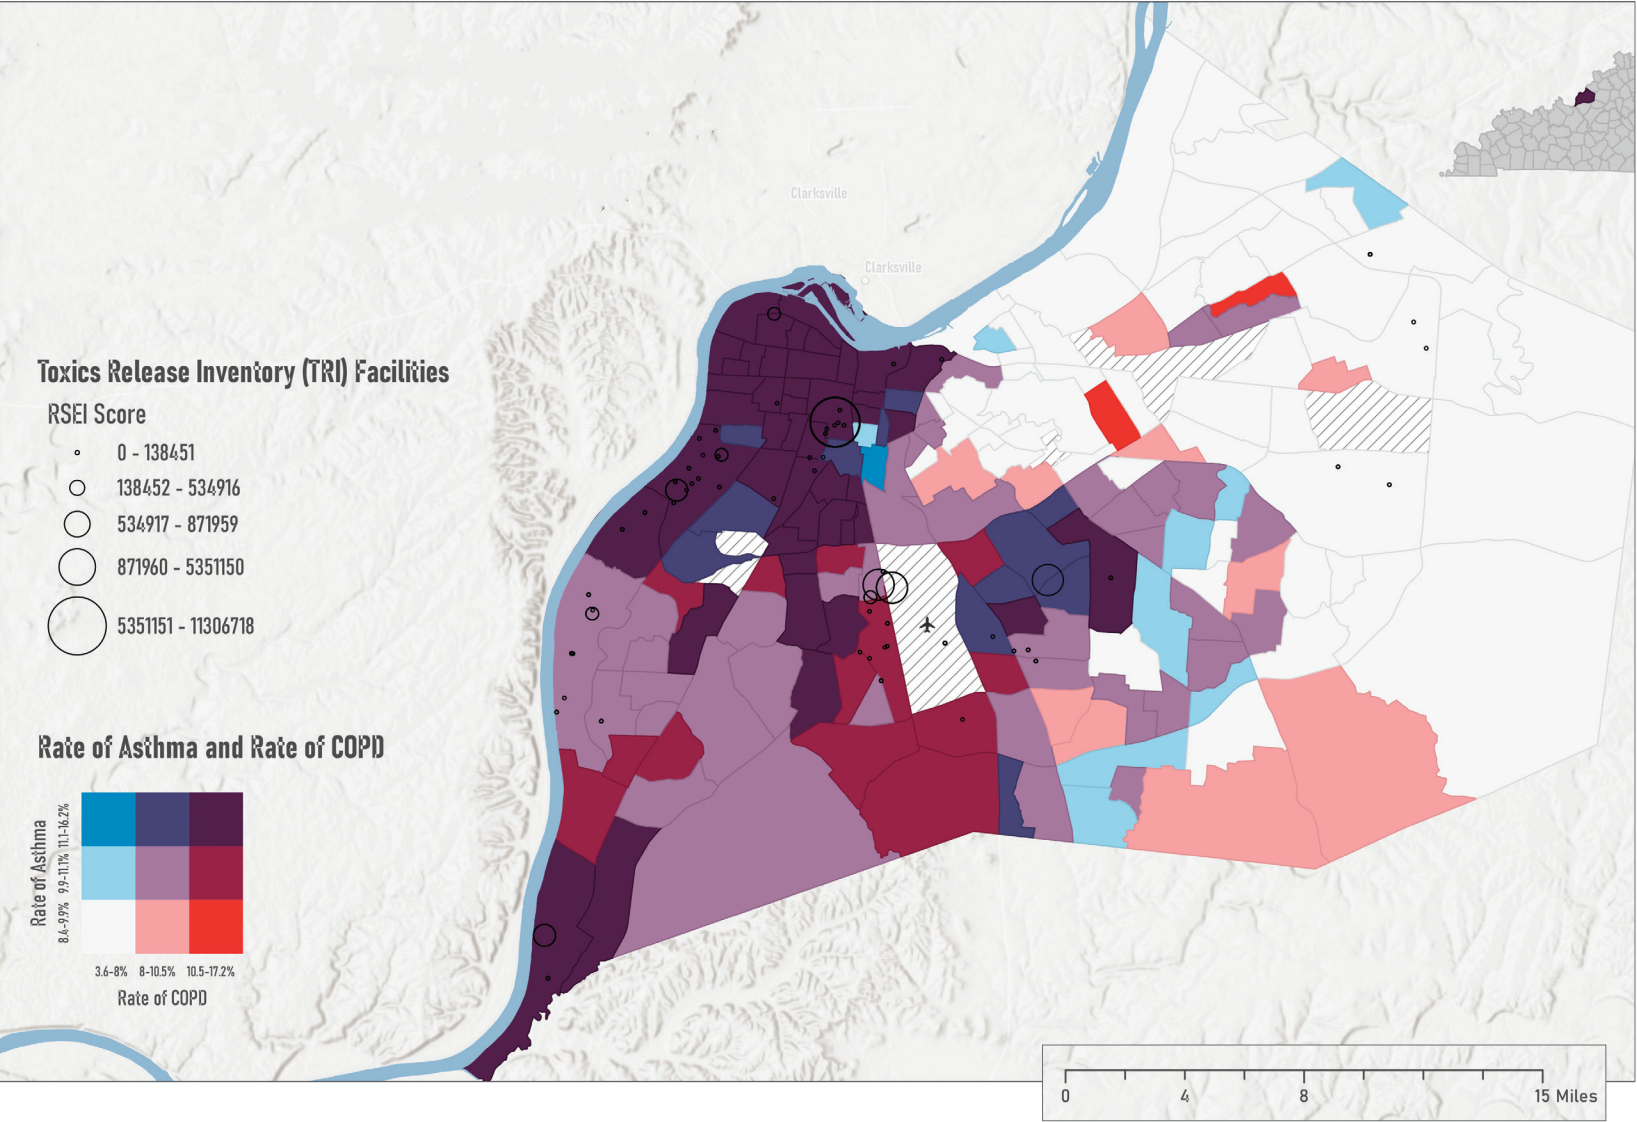 Clarksville
Clarksville
Toxics Release Inventory (TRI) Facilities
RSEI Score
0 - 138451
138452 - 534916
534917 - 871959
871960 - 5351150
5351151 - 11306718
Rate of Asthma and Rate of COPD
Rate of Asthma
11.1-16.2%
9.9-11.1%
8.4-9.9%
3.6-8% 8-10.5% 10.5-17.2%
Rate of COPD
0 4 8 15 Miles